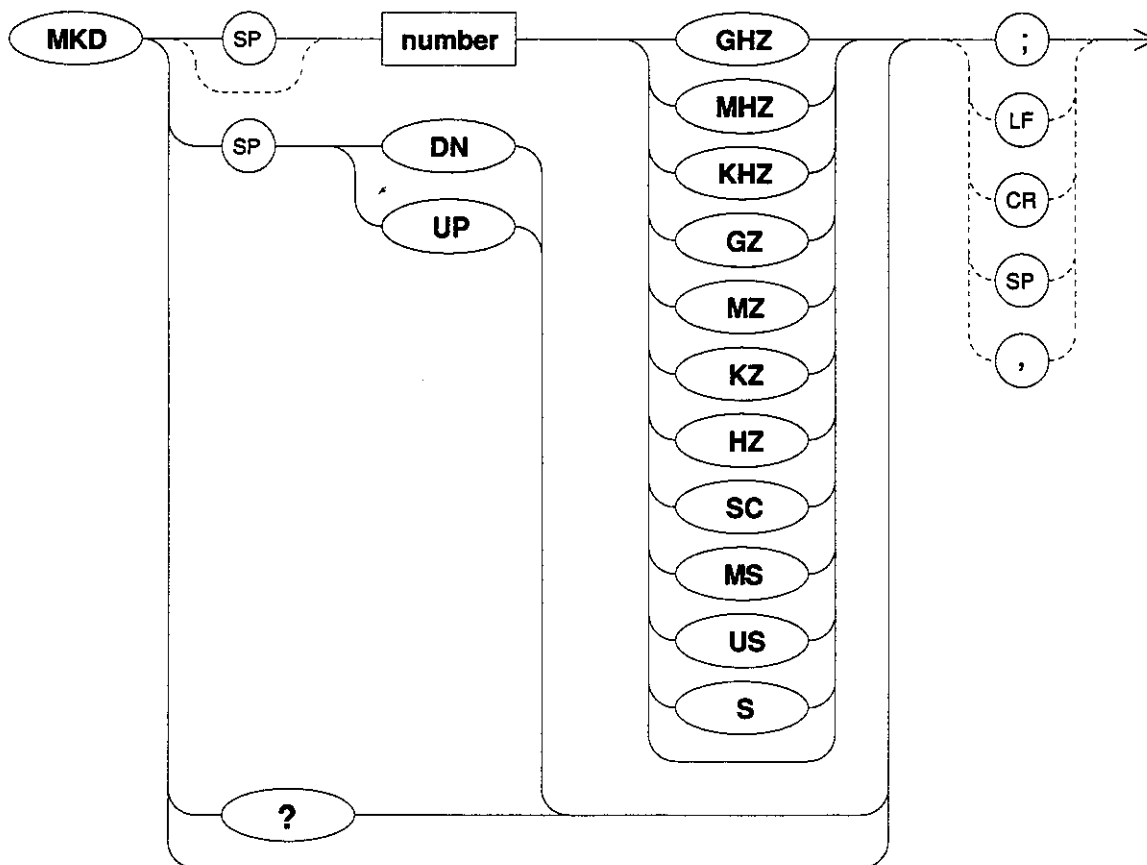 MKD SP number GHZ ;
MHZ
LF
SP DN
KHZ
CR
UP
GZ
SP
MZ
,
KZ
HZ
SC
MS
US
S
?